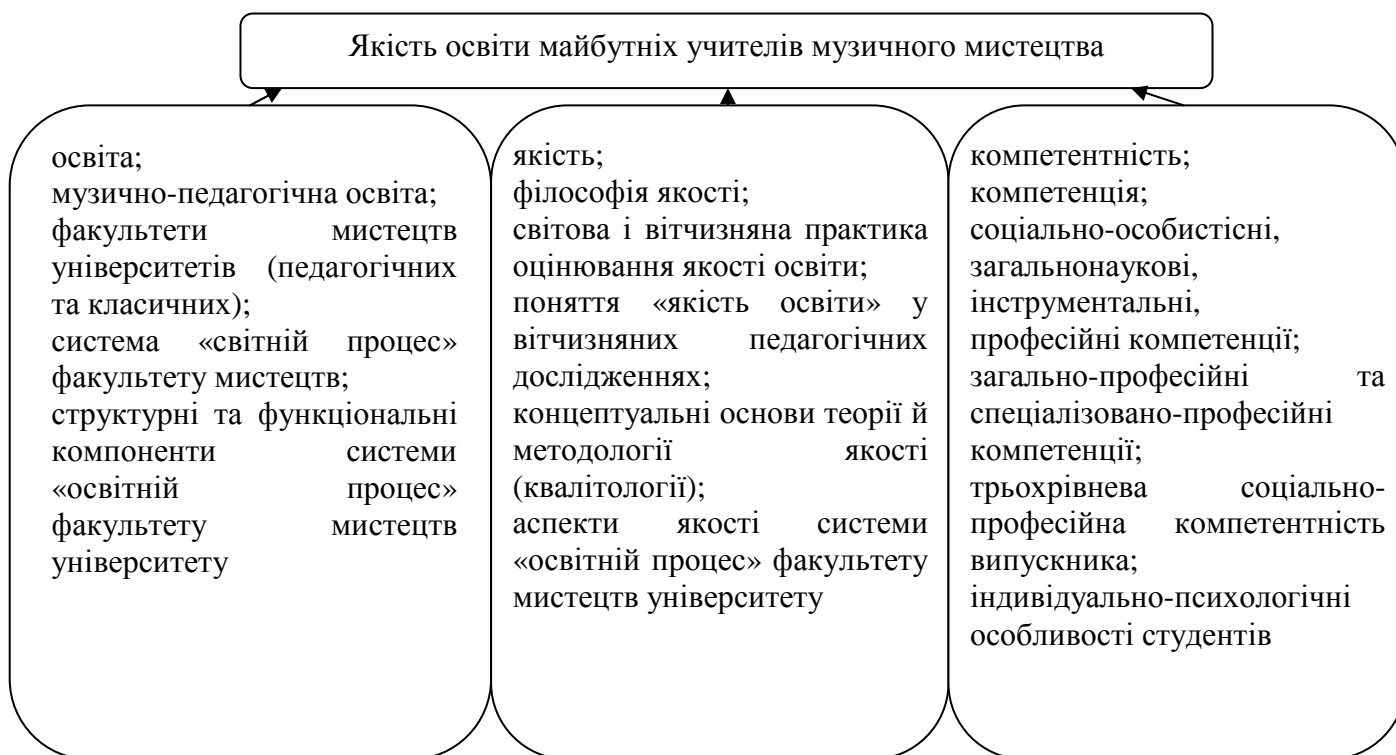 Якість освіти майбутніх учителів музичного мистецтва
освіта;
музично-педагогічна освіта;
факультети мистецтв
університетів (педагогічних
та класичних);
система «світній процес»
факультету мистецтв;
структурні та функціональні
компоненти системи
«освітній процес»
факультету мистецтв
університету
якість;
філософія якості;
світова і вітчизняна практика
оцінювання якості освіти;
поняття «якість освіти» у
вітчизняних педагогічних
дослідженнях;
концептуальні основи теорії й
методології якості
(квалітології);
аспекти якості системи
«освітній процес» факультету
мистецтв університету
компетентність;
компетенція;
соціально-особистісні,
загальнонаукові,
інструментальні,
професійні компетенції;
загально-професійні та
спеціалізовано-професійні
компетенції;
трьохрівнева соціально-
професійна компетентність
випускника;
індивідуально-психологічні
особливості студентів